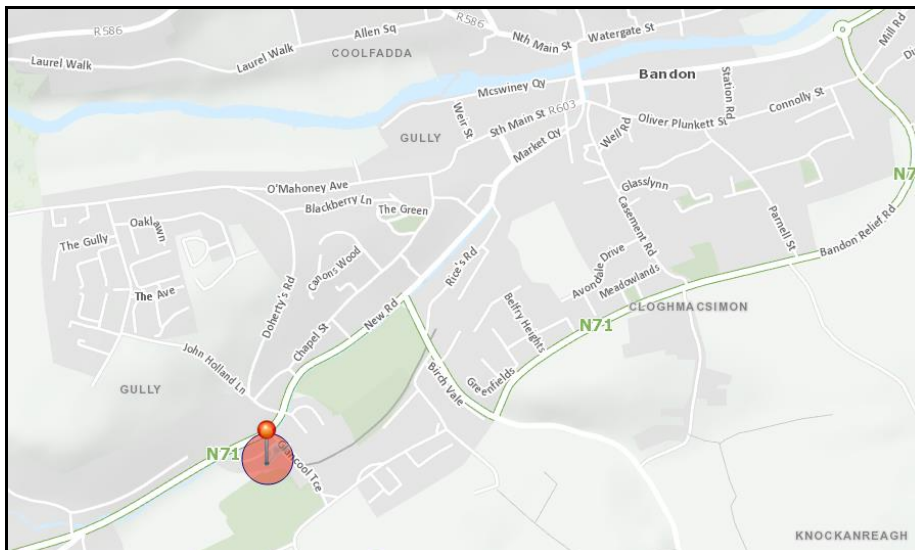 R586
R586
Allen Sq
Laurel Walk
Laurel Walk
COOLFADDA
Nth Main St
Watergate St
Mill Rd
Bandon
Station Rd
Mcswiney Qy
Connolly St
Weir St
Sth Main St
R603
Oliver Plunkett St
GULLY
Market Qy
Well Rd
O'Mahoney Ave
Blackberry Ln
The Green
Glasslynn
Casement Rd
Parnell St
Bandon Relief Rd
The Gully
Oaklawn
Canons Wood
Rice's Rd
Avondale Drive
Meadowlands
The Ave
Doherty's Rd
New Rd
Belfry Heights
CLOGHMACSIMON
N71
Chapel St
John Holland Ln
Birch Vale
Greenfields
GULLY
N71
Glancool Tce
KNOCKANREAGH